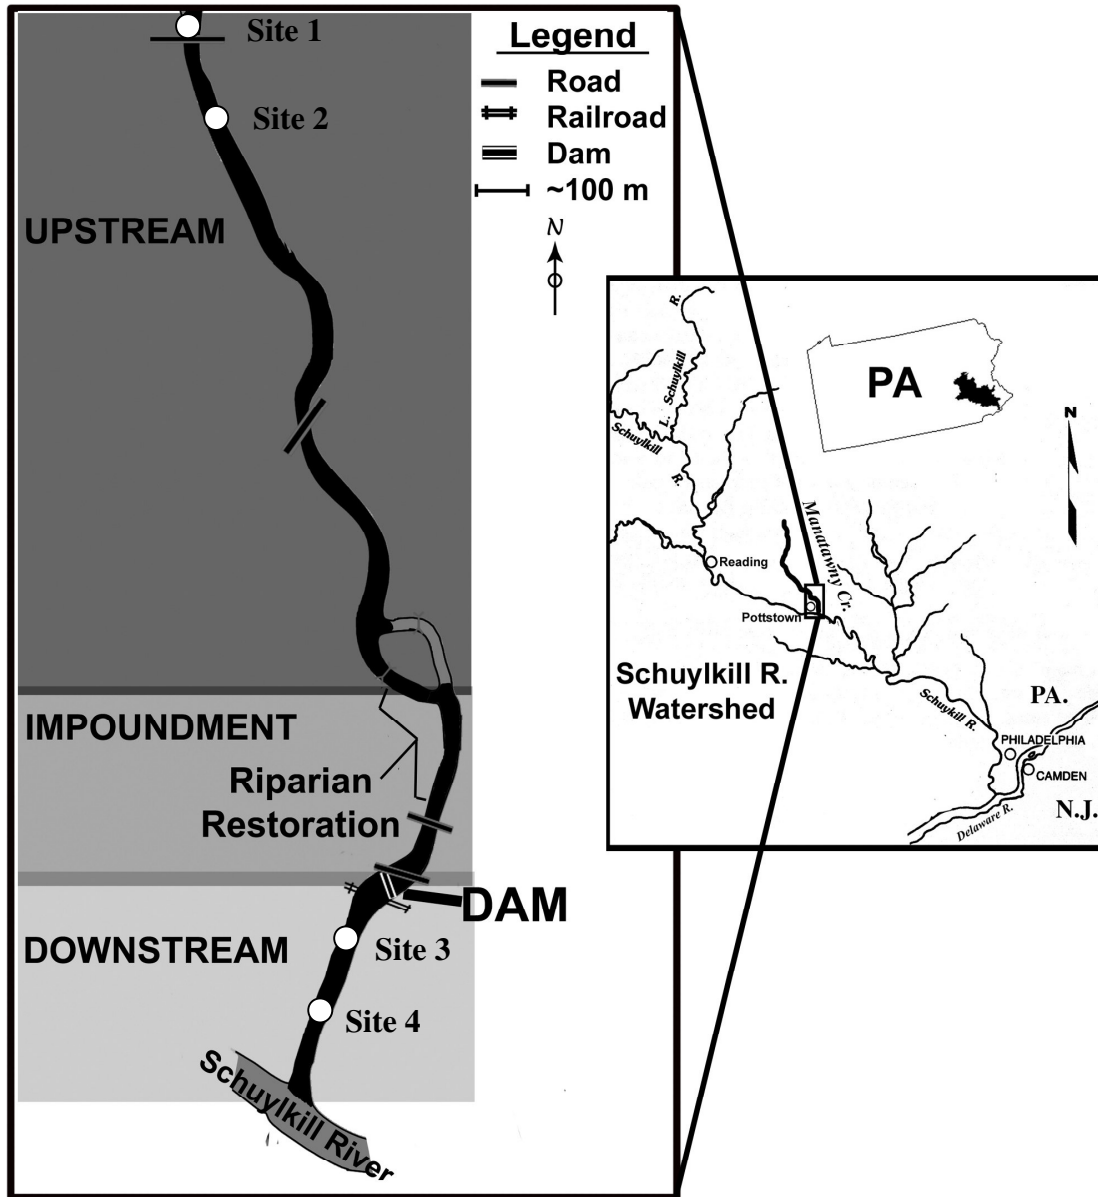 Site 1
Site 2
UPSTREAM
Legend
Road
Railroad
Dam
~100 m
N
IMPOUNDMENT
Riparian
Restoration
DAM
DOWNSTREAM
Site 3
Site 4
Schuylkill River
R.
L. Schuylkill
Schuylkill
R.
PA
N
Manatawny Cr.
Reading
Pottstown
Schuylkill R.
Watershed
Schuykill R.
PA.
PHILADELPHIA
CAMDEN
N.J.
Delaware R.